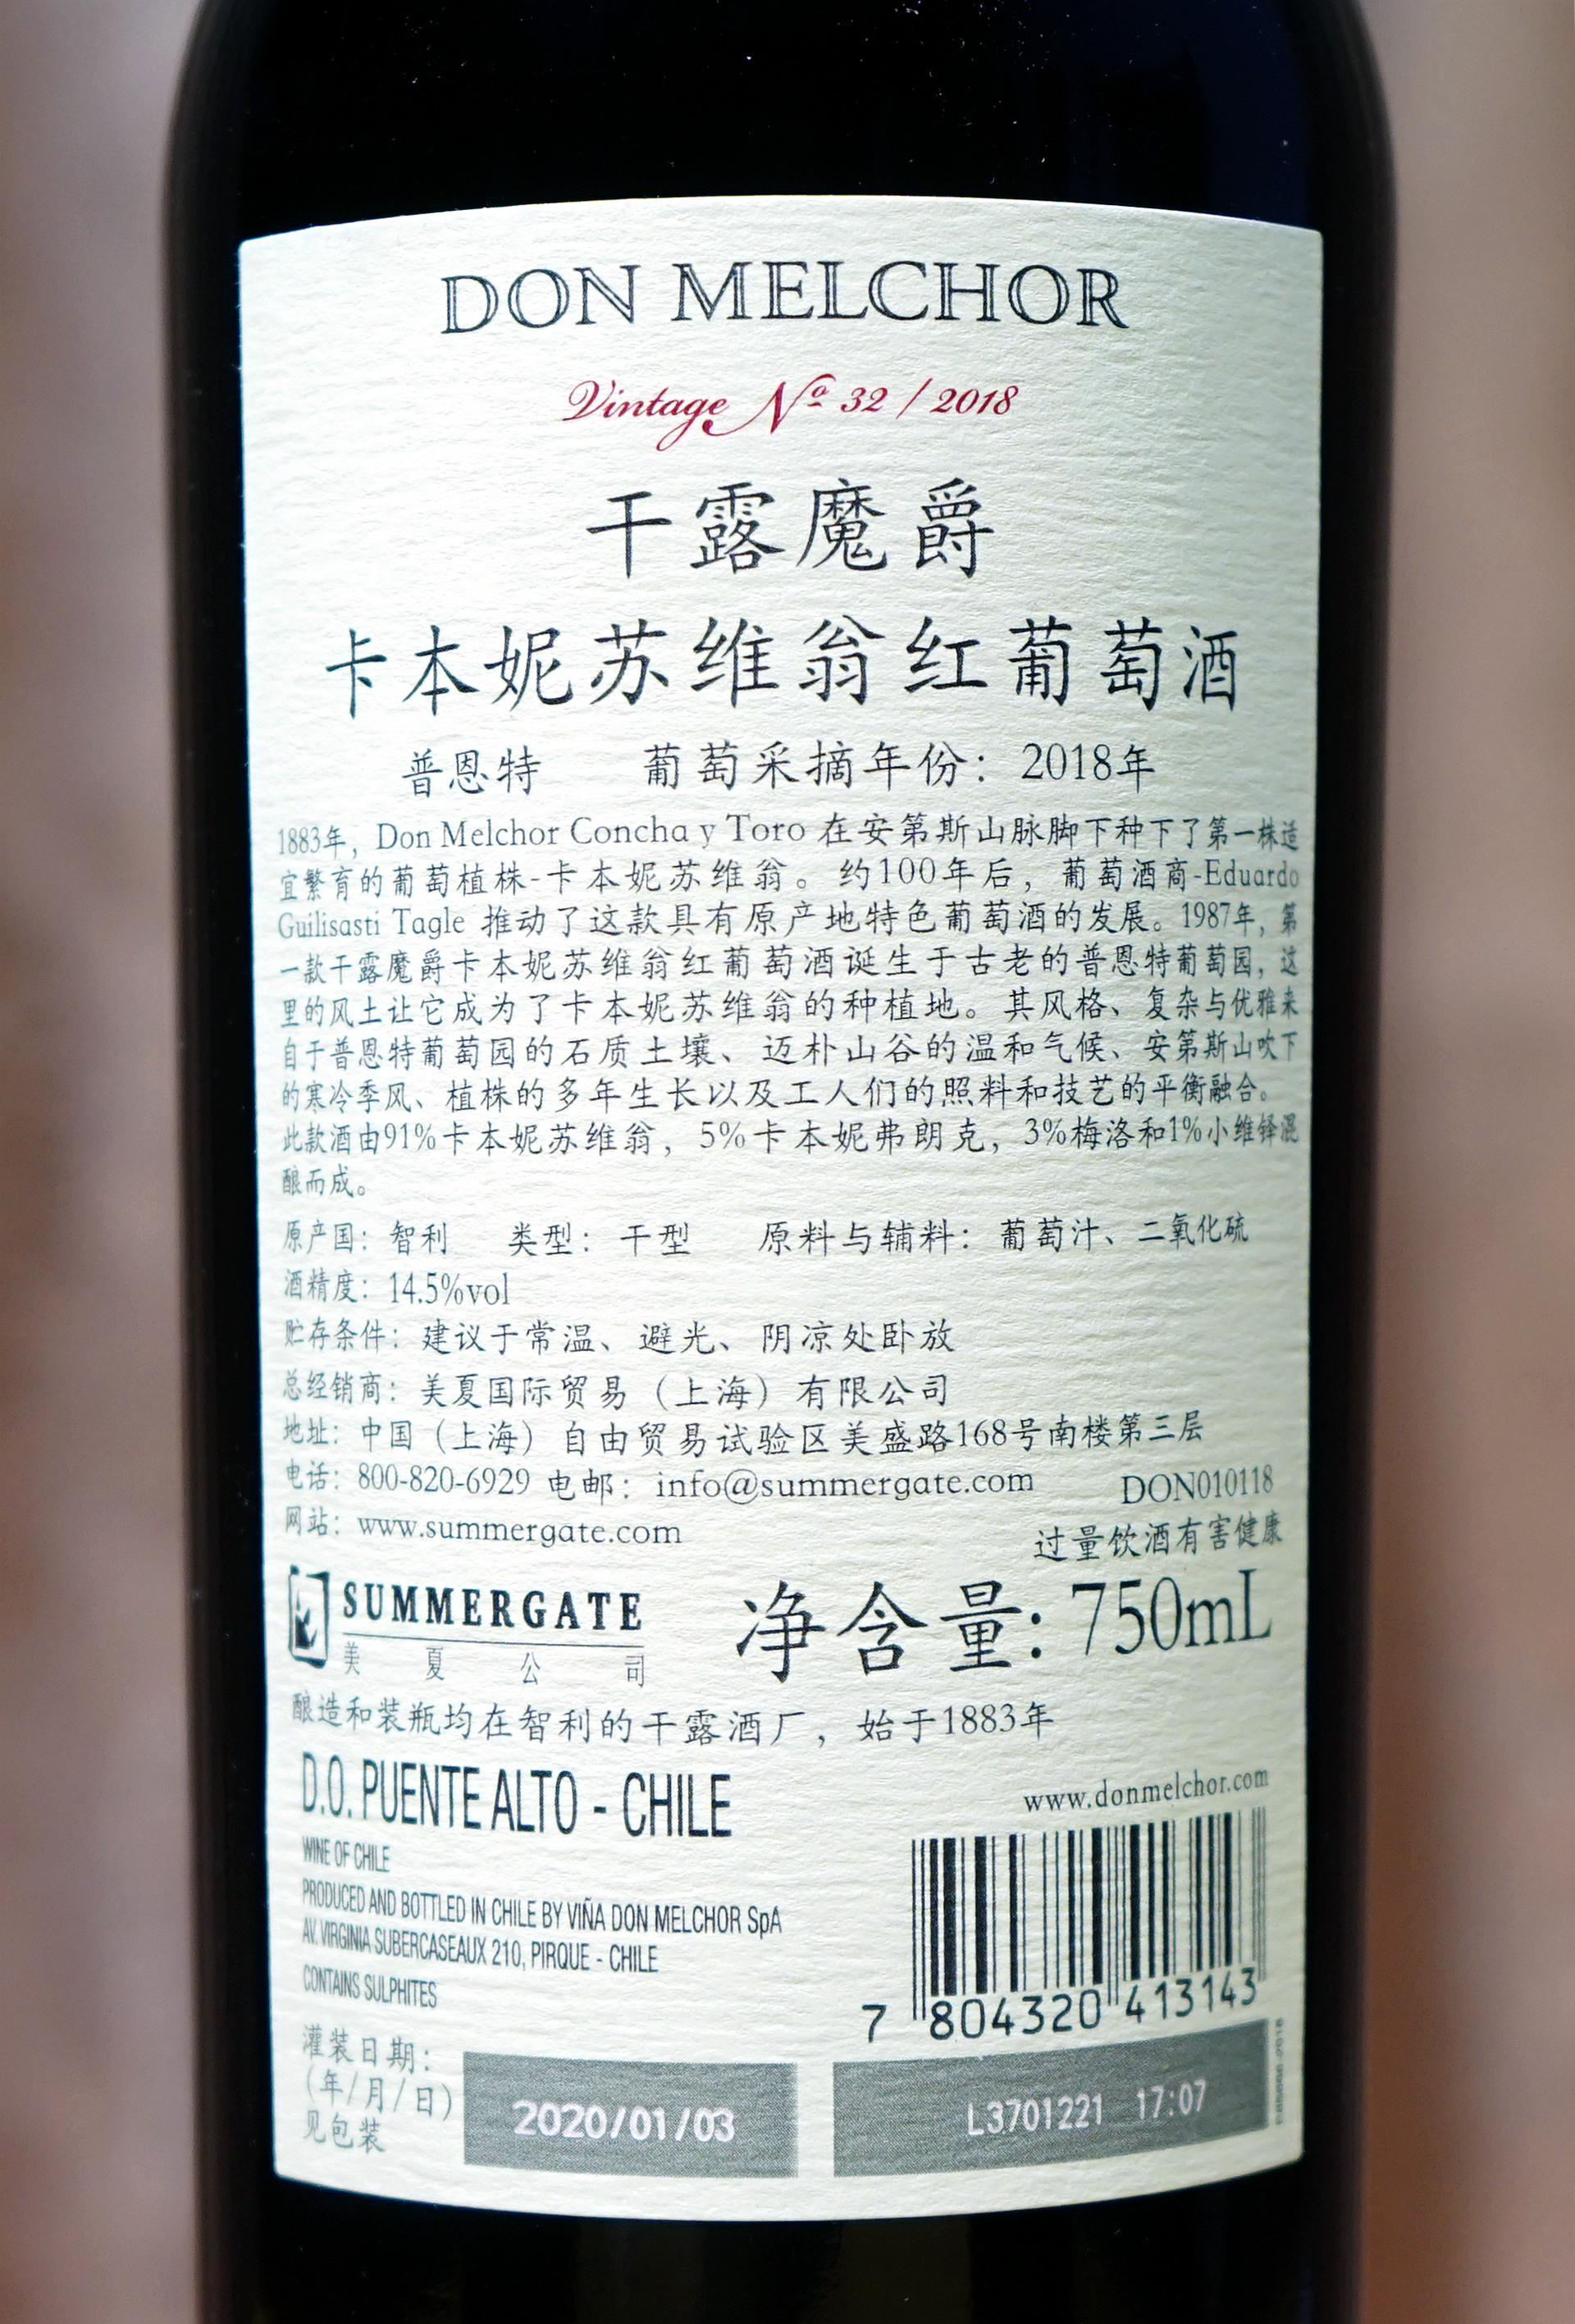 DON MELCHOR
Vintage Nº 32 / 2018
干露魔爵
卡本妮苏维翁红葡萄酒
普恩特 葡萄采摘年份：2018年
1883年，Don Melchor Concha y Toro 在安第斯山脉脚下种下了第一株适
宜繁育的葡萄植株-卡本妮苏维翁。约100年后，葡萄酒商-Eduardo
Guilisasti Tagle 推动了这款具有原产地特色葡萄酒的发展。1987年，第
一款干露魔爵卡本妮苏维翁红葡萄酒诞生于古老的普恩特葡萄园，这
里的风土让它成为了卡本妮苏维翁的种植地。其风格、复杂与优雅来
自于普恩特葡萄园的石质土壤、迈朴山谷的温和气候、安第斯山吹下
的寒冷季风、植株的多年生长以及工人们的照料和技艺的平衡融合。
此款酒由91%卡本妮苏维翁，5%卡本妮弗朗克，3%梅洛和1%小维铎混
酿而成。
原产国：智利 类型：干型 原料与辅料：葡萄汁、二氧化硫
酒精度：14.5%vol
贮存条件：建议于常温、避光、阴凉处卧放
总经销商：美夏国际贸易（上海）有限公司
地址：中国（上海）自由贸易试验区美盛路168号南楼第三层
电话：800-820-6929 电邮：info@summergate.com DON010118
网站：www.summergate.com
过量饮酒有害健康
SUMMERGATE
美夏公司
净含量：750mL
酿造和装瓶均在智利的干露酒厂，始于1883年
D.O. PUENTE ALTO - CHILE
www.donmelchor.com
WINE OF CHILE
PRODUCED AND BOTTLED IN CHILE BY VIÑA DON MELCHOR SpA
AV. VIRGINIA SUBERCASEAUX 210, PIRQUE - CHILE
CONTAINS SULPHITES
7 804320 413143
灌装日期：
（年/月/日）
见包装
2020/01/03
L3701221 17:07